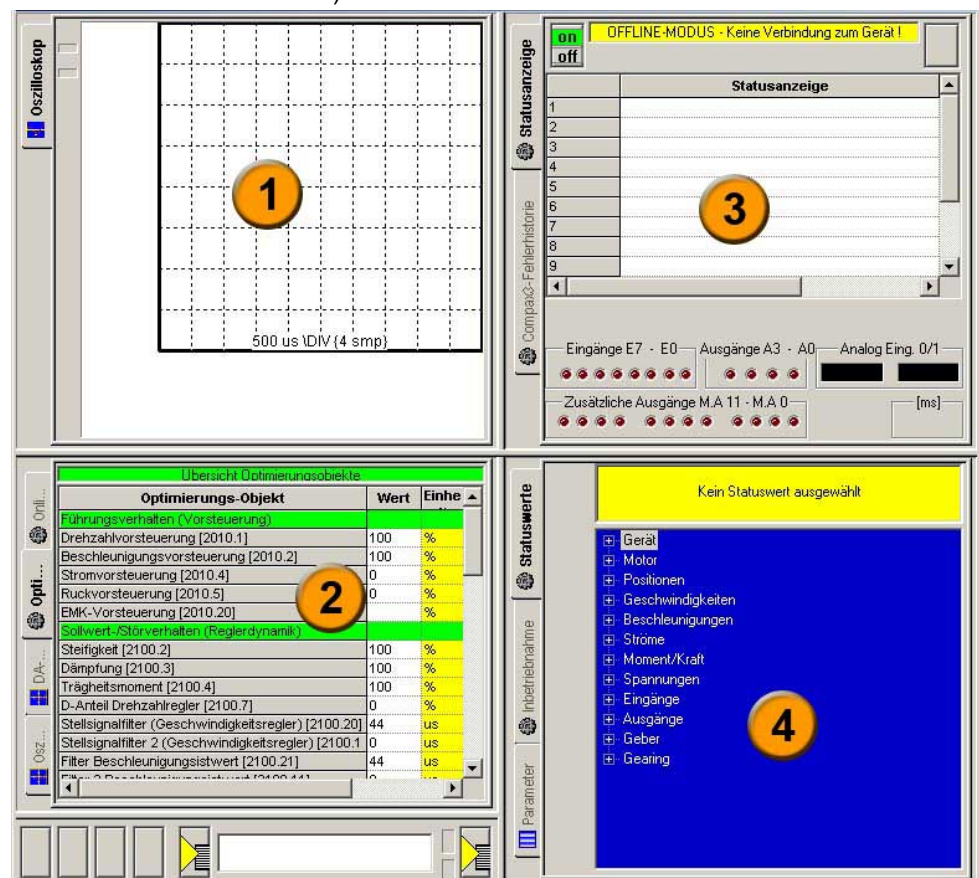 Oszilloskop
1
500 us \DIV {4 smp}
Statusanzeige
Compax3-Fehlerhistorie
on
off
OFFLINE-MODUS - Keine Verbindung zum Gerät !
Statusanzeige
1
2
3
4
5
6
7
8
9
3
Eingänge E7 - E0
Ausgänge A3 - A0
Analog Eing. 0/1
Zusätzliche Ausgänge M.A 11 - M.A 0
[ms]
Onli...
Opti...
DA-...
Osz...
Übersicht Optimierungsobjekte
Optimierungs-Objekt Wert Einhe
Führungsverhalten (Vorsteuerung)
Drehzahlvorsteuerung [2010.1] 100 %
Beschleunigungsvorsteuerung [2010.2] 100 %
Stromvorsteuerung [2010.4] 0 %
Ruckvorsteuerung [2010.5] 0 %
EMK-Vorsteuerung [2010.20] %
Sollwert-/Störverhalten (Reglerdynamik)
Steifigkeit [2100.2] 100 %
Dämpfung [2100.3] 100 %
Trägheitsmoment [2100.4] 100 %
D-Anteil Drehzahlregler [2100.7] 0 %
Stellsignalfilter (Geschwindigkeitsregler) [2100.20] 44 us
Stellsignalfilter 2 (Geschwindigkeitsregler) [2100.1 0 us
Filter Beschleunigungsistwert [2100.21] 44 us
2
Statuswerte
Inbetriebnahme
Parameter
Kein Statuswert ausgewählt
Gerät
Motor
Positionen
Geschwindigkeiten
Beschleunigungen
Ströme
Moment/Kraft
Spannungen
Eingänge
Ausgänge
Geber
Gearing
4